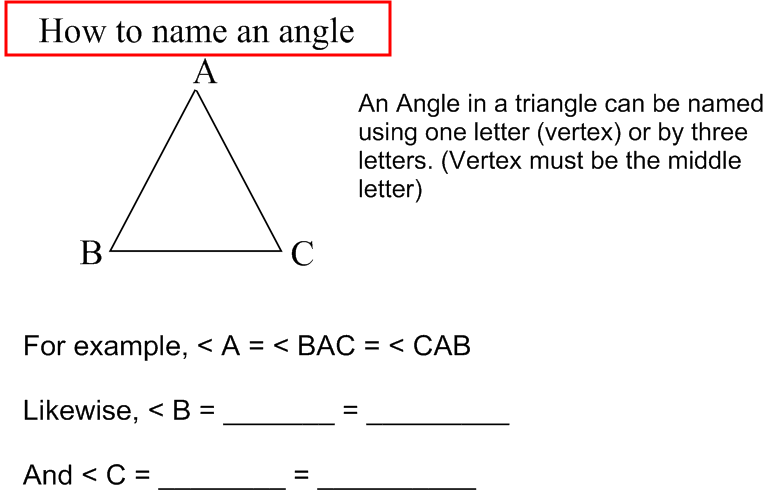 How to name an angle
A
An Angle in a triangle can be named
using one letter (vertex) or by three
letters. (Vertex must be the middle
letter)
B
C
For example, < A = < BAC = < CAB
Likewise, < B = _______ = _________
And < C = ________ = __________